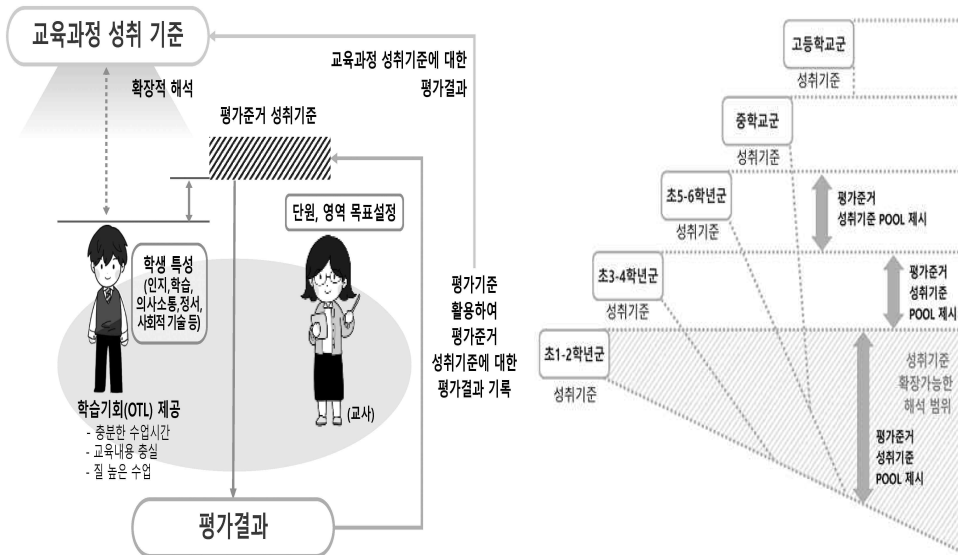 교육과정 성취 기준
확장적 해석
교육과정 성취기준에 대한
평가결과
평가준거 성취기준
단원, 영역 목표설정
학생 특성
(인지,학습,
의사소통,정서,
사회적 기술 등)
학습기회(OTL) 제공
- 충분한 수업시간
- 교육내용 충실
- 질 높은 수업
(교사)
평가기준
활용하여
평가준거
성취기준에 대한
평가결과 기록
평가결과
고등학교군
성취기준
중학교군
성취기준
초5-6학년군
성취기준
초3-4학년군
성취기준
초1-2학년군
성취기준
평가준거
성취기준 POOL 제시
평가준거
성취기준
POOL 제시
성취기준
확장가능한
해석 범위
평가준거
성취기준
POOL 제시